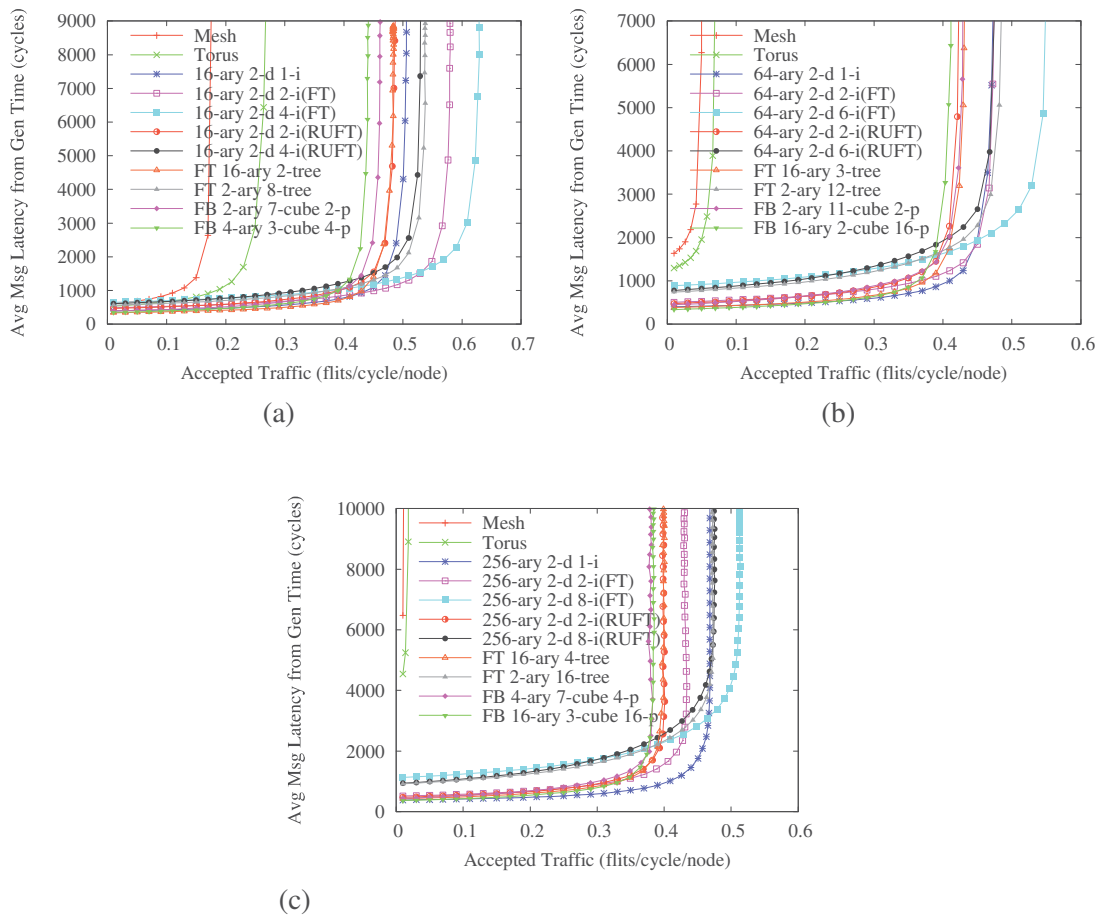 Avg Msg Latency from Gen Time (cycles)
9000
8000
7000
6000
5000
4000
3000
2000
1000
0
Mesh
Torus
16-ary 2-d 1-i
16-ary 2-d 2-i(FT)
16-ary 2-d 4-i(FT)
16-ary 2-d 2-i(RUFT)
16-ary 2-d 4-i(RUFT)
FT 16-ary 2-tree
FT 2-ary 8-tree
FB 2-ary 7-cube 2-p
FB 4-ary 3-cube 4-p
0 0.1 0.2 0.3 0.4 0.5 0.6 0.7
Accepted Traffic (flits/cycle/node)
(a)
Avg Msg Latency from Gen Time (cycles)
7000
6000
5000
4000
3000
2000
1000
0
Mesh
Torus
64-ary 2-d 1-i
64-ary 2-d 2-i(FT)
64-ary 2-d 6-i(FT)
64-ary 2-d 2-i(RUFT)
64-ary 2-d 6-i(RUFT)
FT 16-ary 3-tree
FT 2-ary 12-tree
FB 2-ary 11-cube 2-p
FB 16-ary 2-cube 16-p
0 0.1 0.2 0.3 0.4 0.5 0.6
Accepted Traffic (flits/cycle/node)
(b)
Avg Msg Latency from Gen Time (cycles)
10000
8000
6000
4000
2000
0
Mesh
Torus
256-ary 2-d 1-i
256-ary 2-d 2-i(FT)
256-ary 2-d 8-i(FT)
256-ary 2-d 2-i(RUFT)
256-ary 2-d 8-i(RUFT)
FT 16-ary 4-tree
FT 2-ary 16-tree
FB 4-ary 7-cube 4-p
FB 16-ary 3-cube 16-p
0 0.1 0.2 0.3 0.4 0.5 0.6
Accepted Traffic (flits/cycle/node)
(c)